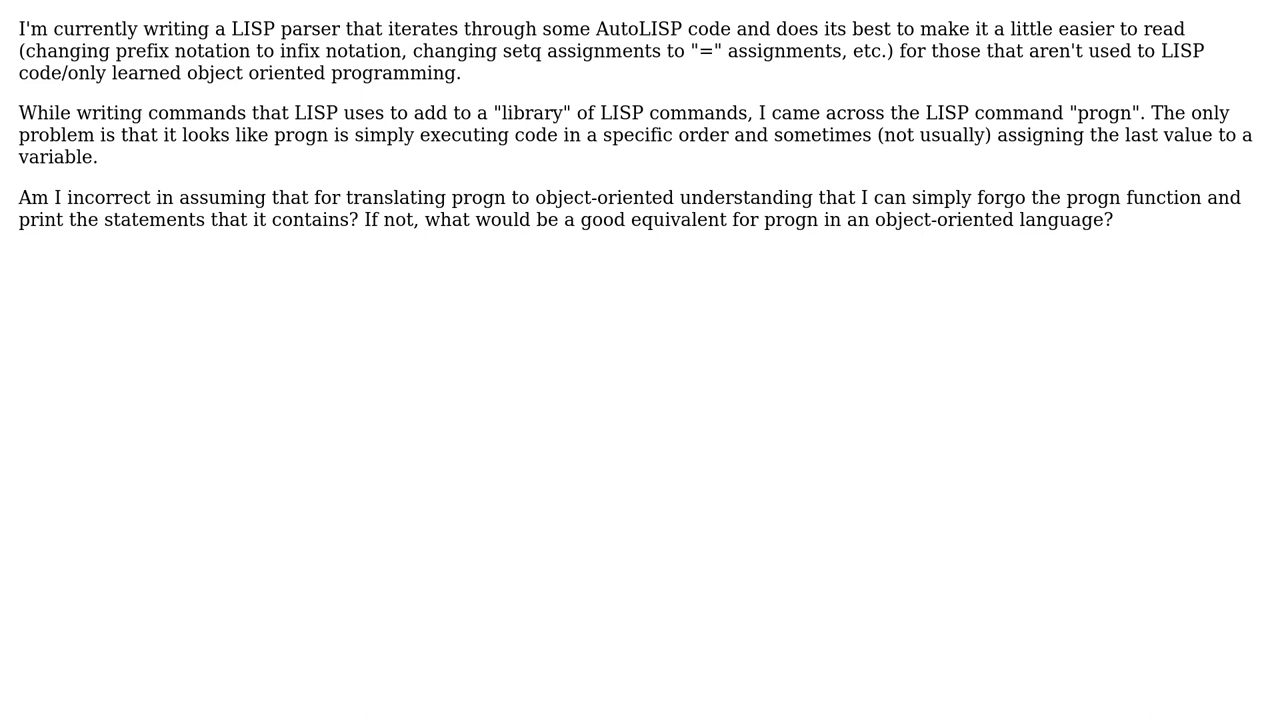 I'm currently writing a LISP parser that iterates through some AutoLISP code and does its best to make it a little easier to read
(changing prefix notation to infix notation, changing setq assignments to "=" assignments, etc.) for those that aren't used to LISP
code/only learned object oriented programming.
While writing commands that LISP uses to add to a "library" of LISP commands, I came across the LISP command "progn". The only
problem is that it looks like progn is simply executing code in a specific order and sometimes (not usually) assigning the last value to a
variable.
Am I incorrect in assuming that for translating progn to object-oriented understanding that I can simply forgo the progn function and
print the statements that it contains? If not, what would be a good equivalent for progn in an object-oriented language?